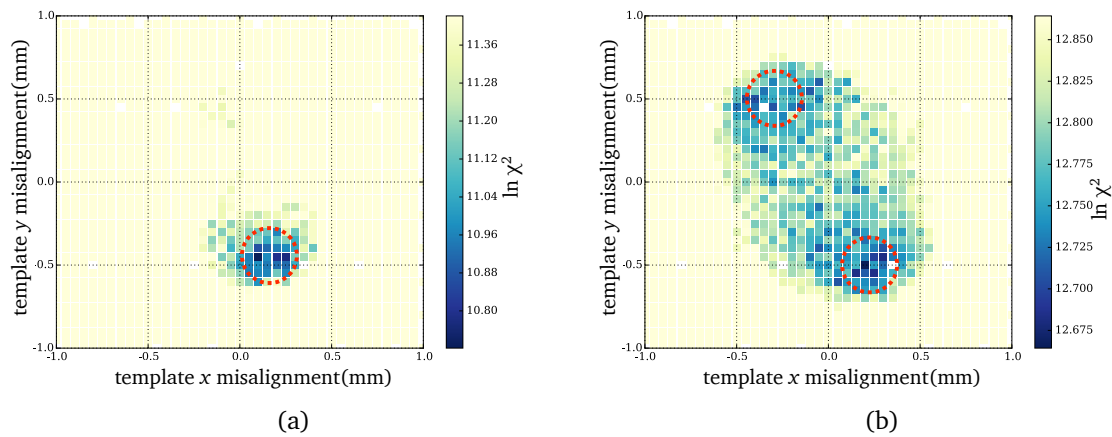 1.0
0.5
0.0
-0.5
-1.0
template y misalignment(mm)
-1.0 -0.5 0.0 0.5 1.0
template x misalignment(mm)
11.36
11.28
11.20
11.12
11.04
10.96
10.88
10.80
ln χ²
(a)
1.0
0.5
0.0
-0.5
-1.0
template y misalignment(mm)
-1.0 -0.5 0.0 0.5 1.0
template x misalignment(mm)
12.850
12.825
12.800
12.775
12.750
12.725
12.700
12.675
ln χ²
(b)